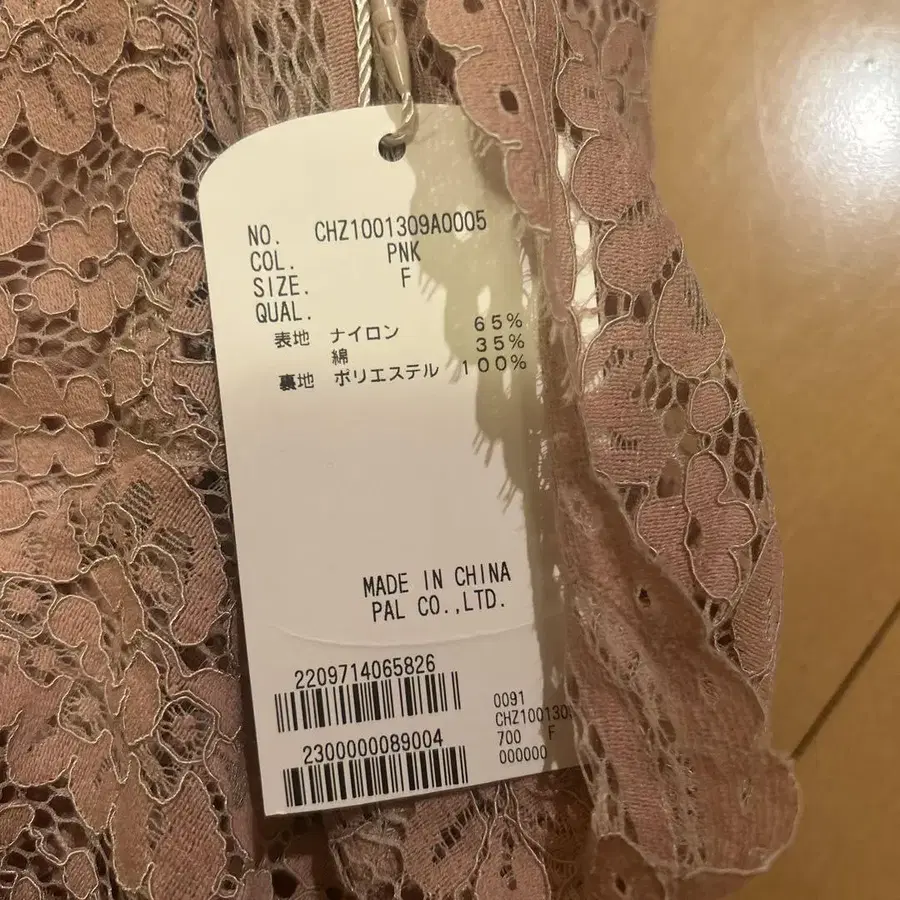 NO. CHZ1001309A0005
COL. PNK
SIZE. F
QUAL.
表地 ナイロン 65%
綿 35%
裏地 ポリエステル 100%
MADE IN CHINA
PAL CO.,LTD.
2209714065826
2300000089004
0091
CHZ100130
700 F
000000